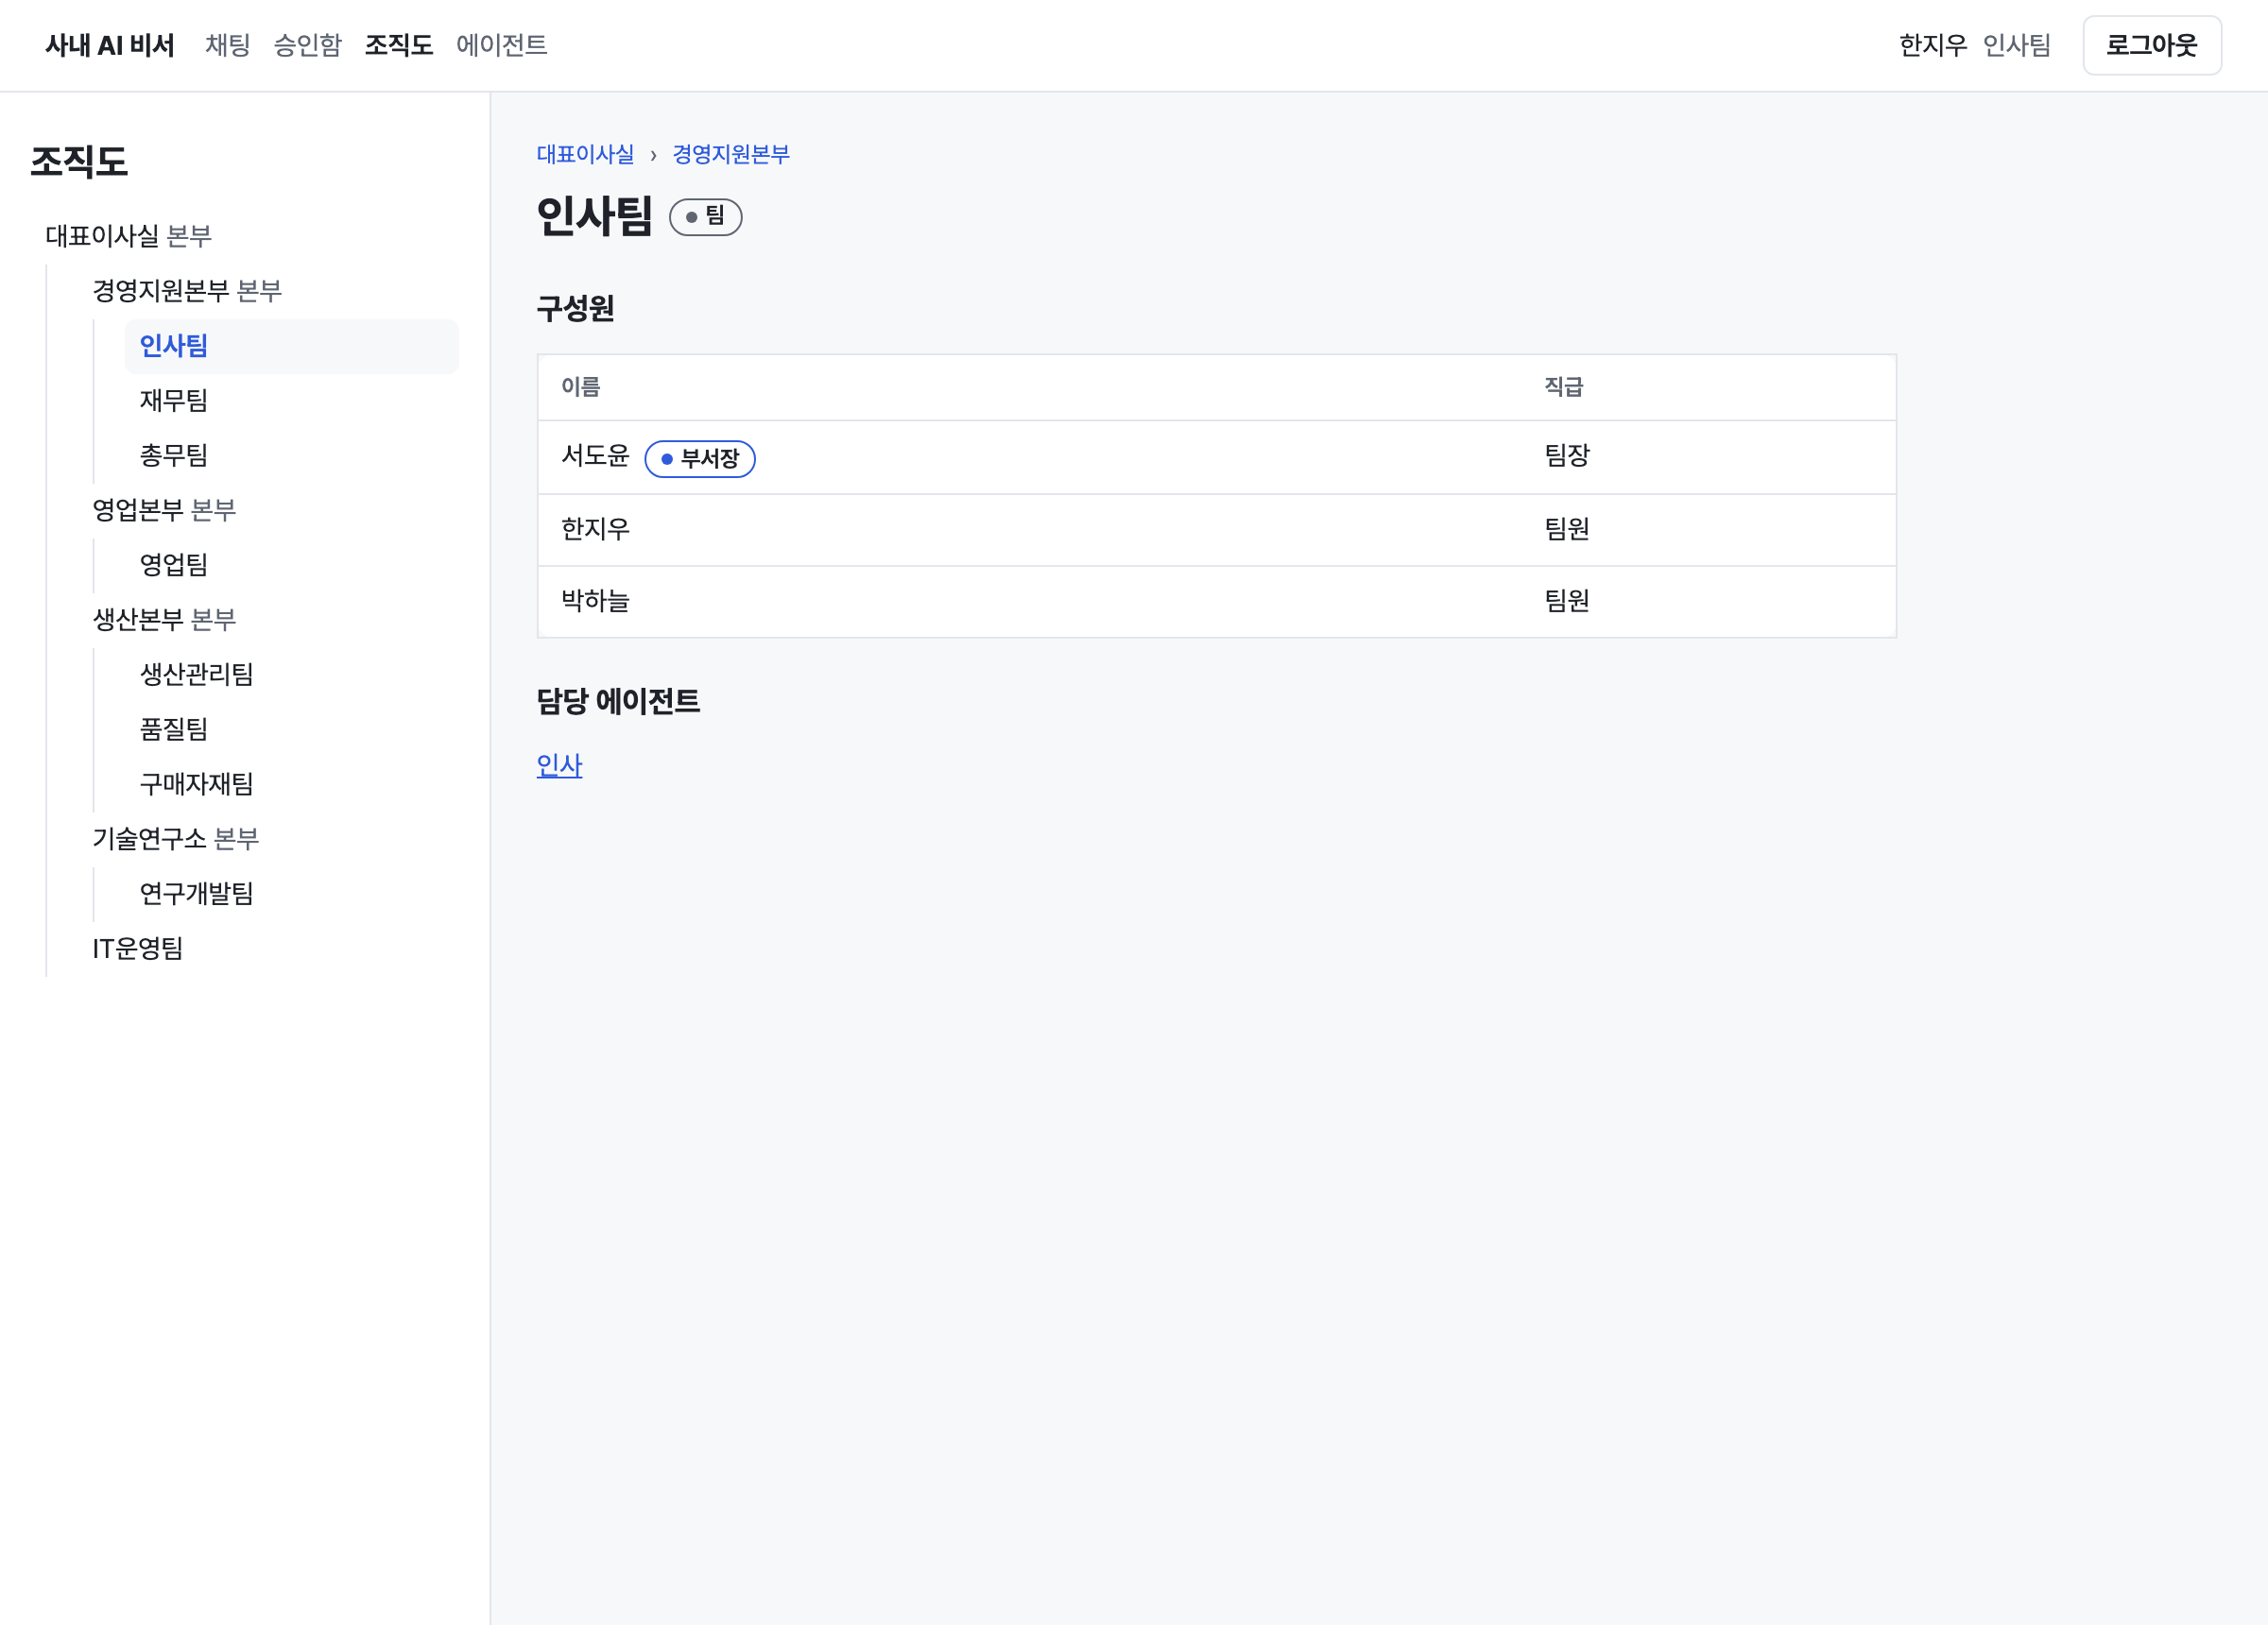 사내 AI 비서 채팅 승인함 조직도 에이전트 한지우 인사팀 로그아웃
조직도
대표이사실 본부
경영지원본부 본부
인사팀
재무팀
총무팀
영업본부 본부
영업팀
생산본부 본부
생산관리팀
품질팀
구매자재팀
기술연구소 본부
연구개발팀
IT운영팀
대표이사실 › 경영지원본부
인사팀 팀
구성원
이름 직급
서도윤 부서장 팀장
한지우 팀원
박하늘 팀원
담당 에이전트
인사